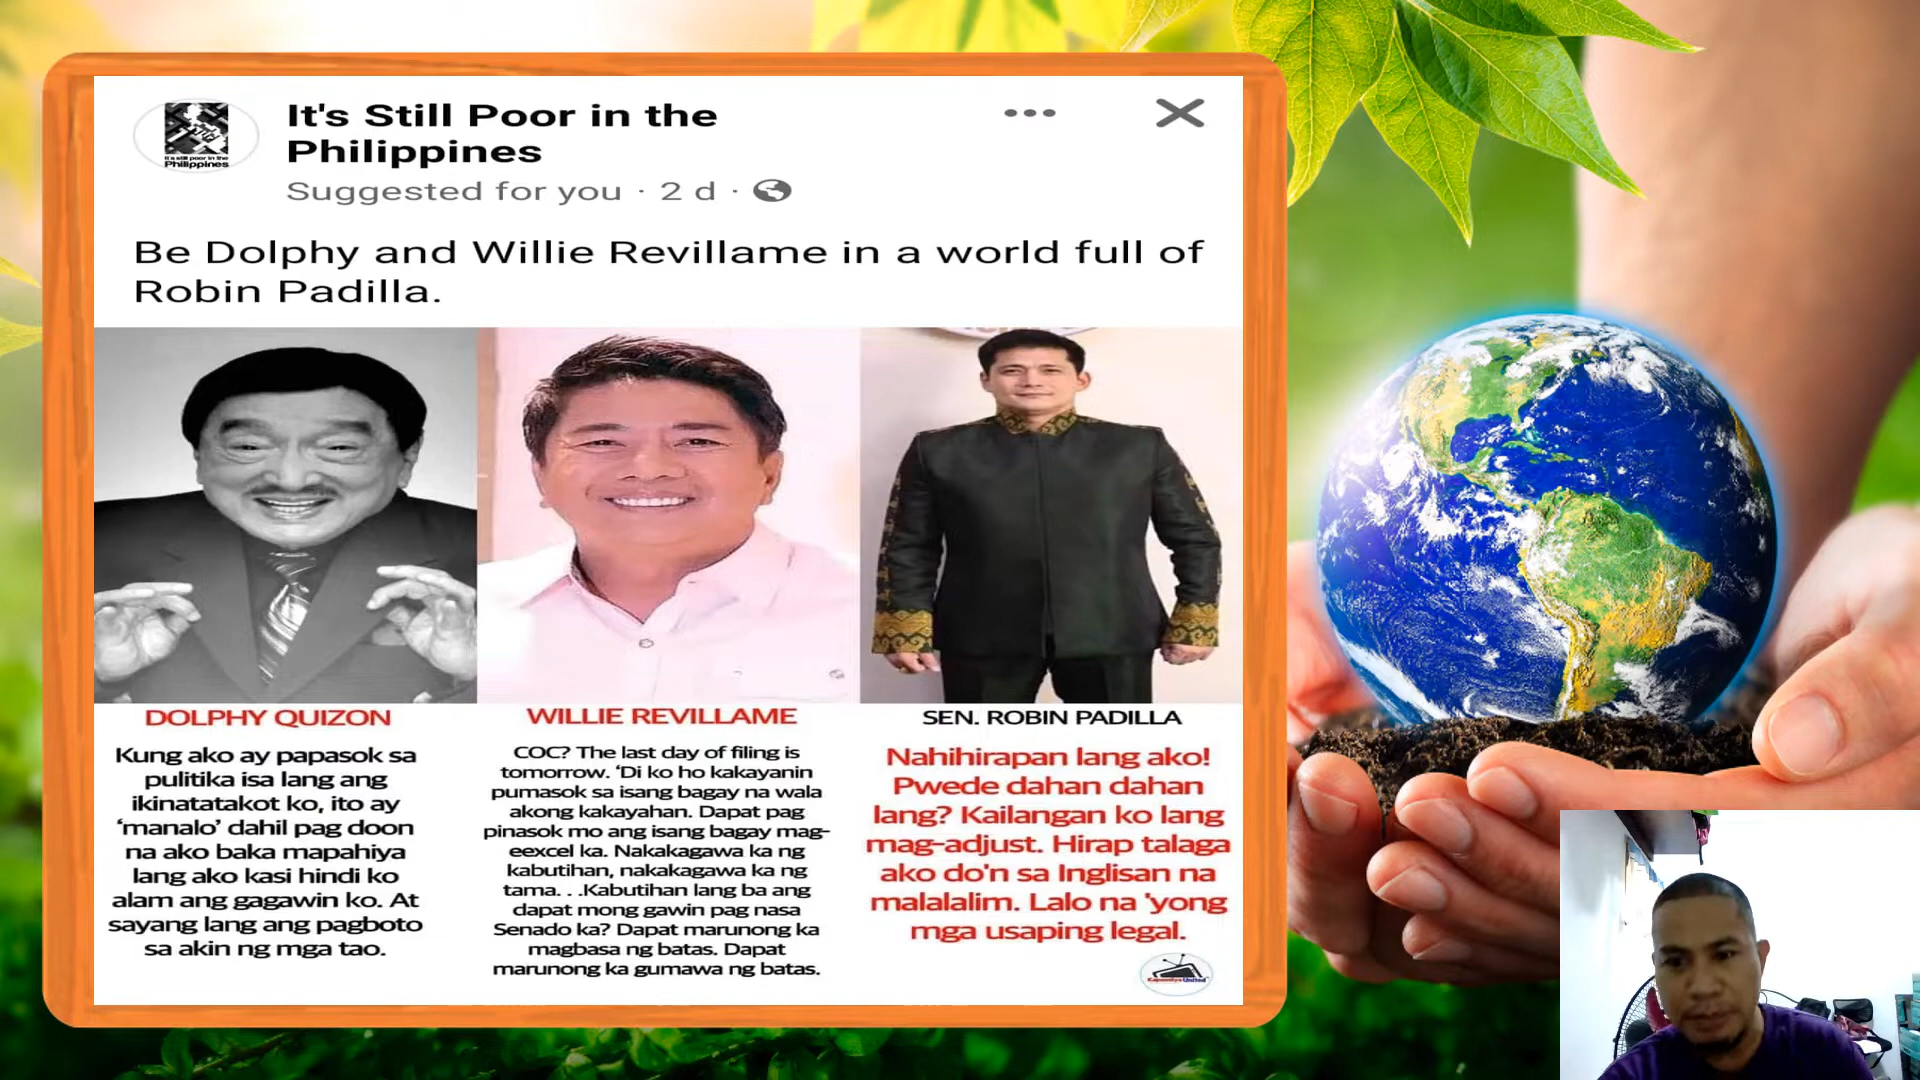 It's Still Poor in the
Philippines
Suggested for you · 2 d ·
It's still poor in the
Philippines
Be Dolphy and Willie Revillame in a world full of
Robin Padilla.
DOLPHY QUIZON
Kung ako ay papasok sa
pulitika isa lang ang
ikinatatakot ko, ito ay
‘manalo’ dahil pag doon
na ako baka mapahiya
lang ako kasi hindi ko
alam ang gagawin ko. At
sayang lang ang pagboto
sa akin ng mga tao.
WILLIE REVILLAME
COC? The last day of filing is
tomorrow. ‘Di ko ho kakayanin
pumasok sa isang bagay na wala
akong kakayahan. Dapat pag
pinasok mo ang isang bagay mag-
eexcel ka. Nakakagawa ka ng
kabutihan, nakakagawa ka ng
tama. . .Kabutihan lang ba ang
dapat mong gawin pag nasa
Senado ka? Dapat marunong ka
magbasa ng batas. Dapat
marunong ka gumawa ng batas.
SEN. ROBIN PADILLA
Nahihirapan lang ako!
Pwede dahan dahan
lang? Kailangan ko lang
mag-adjust. Hirap talaga
ako do'n sa Inglisan na
malalalim. Lalo na 'yong
mga usaping legal.
Kapamilya United